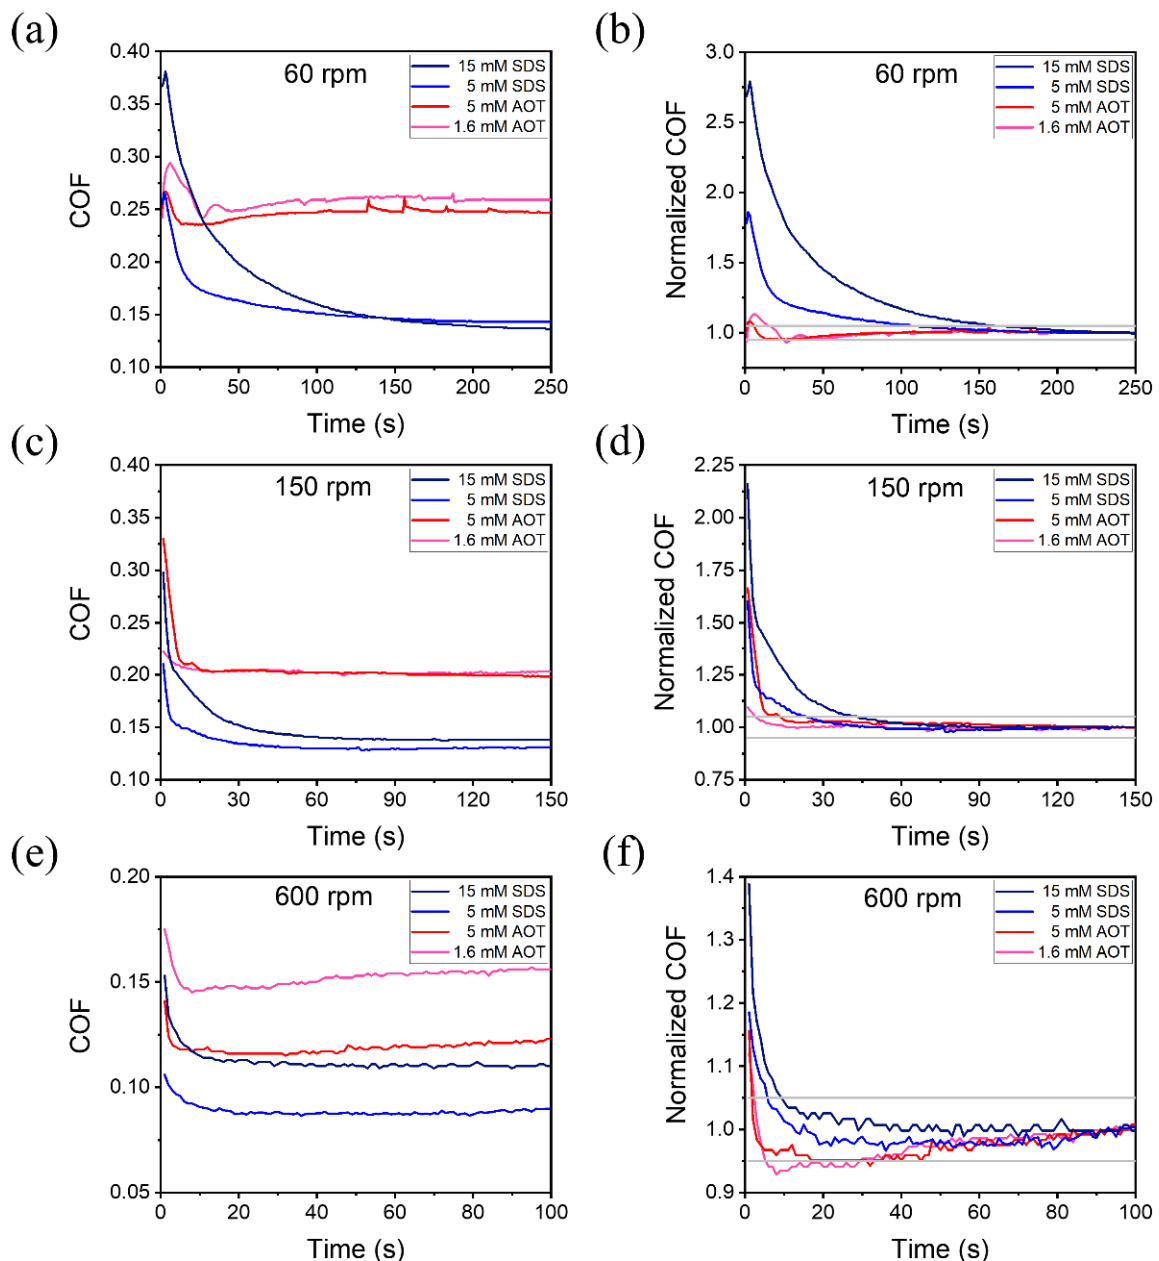 (a)
60 rpm
15 mM SDS
5 mM SDS
5 mM AOT
1.6 mM AOT
COF
0.40
0.35
0.30
0.25
0.20
0.15
0.10
0 50 100 150 200 250
Time (s)
(b)
60 rpm
15 mM SDS
5 mM SDS
5 mM AOT
1.6 mM AOT
Normalized COF
3.0
2.5
2.0
1.5
1.0
0 50 100 150 200 250
Time (s)
(c)
150 rpm
15 mM SDS
5 mM SDS
5 mM AOT
1.6 mM AOT
COF
0.40
0.35
0.30
0.25
0.20
0.15
0.10
0 30 60 90 120 150
Time (s)
(d)
150 rpm
15 mM SDS
5 mM SDS
5 mM AOT
1.6 mM AOT
Normalized COF
2.25
2.00
1.75
1.50
1.25
1.00
0.75
0 30 60 90 120 150
Time (s)
(e)
600 rpm
15 mM SDS
5 mM SDS
5 mM AOT
1.6 mM AOT
COF
0.20
0.15
0.10
0.05
0 20 40 60 80 100
Time (s)
(f)
600 rpm
15 mM SDS
5 mM SDS
5 mM AOT
1.6 mM AOT
Normalized COF
1.4
1.3
1.2
1.1
1.0
0.9
0 20 40 60 80 100
Time (s)